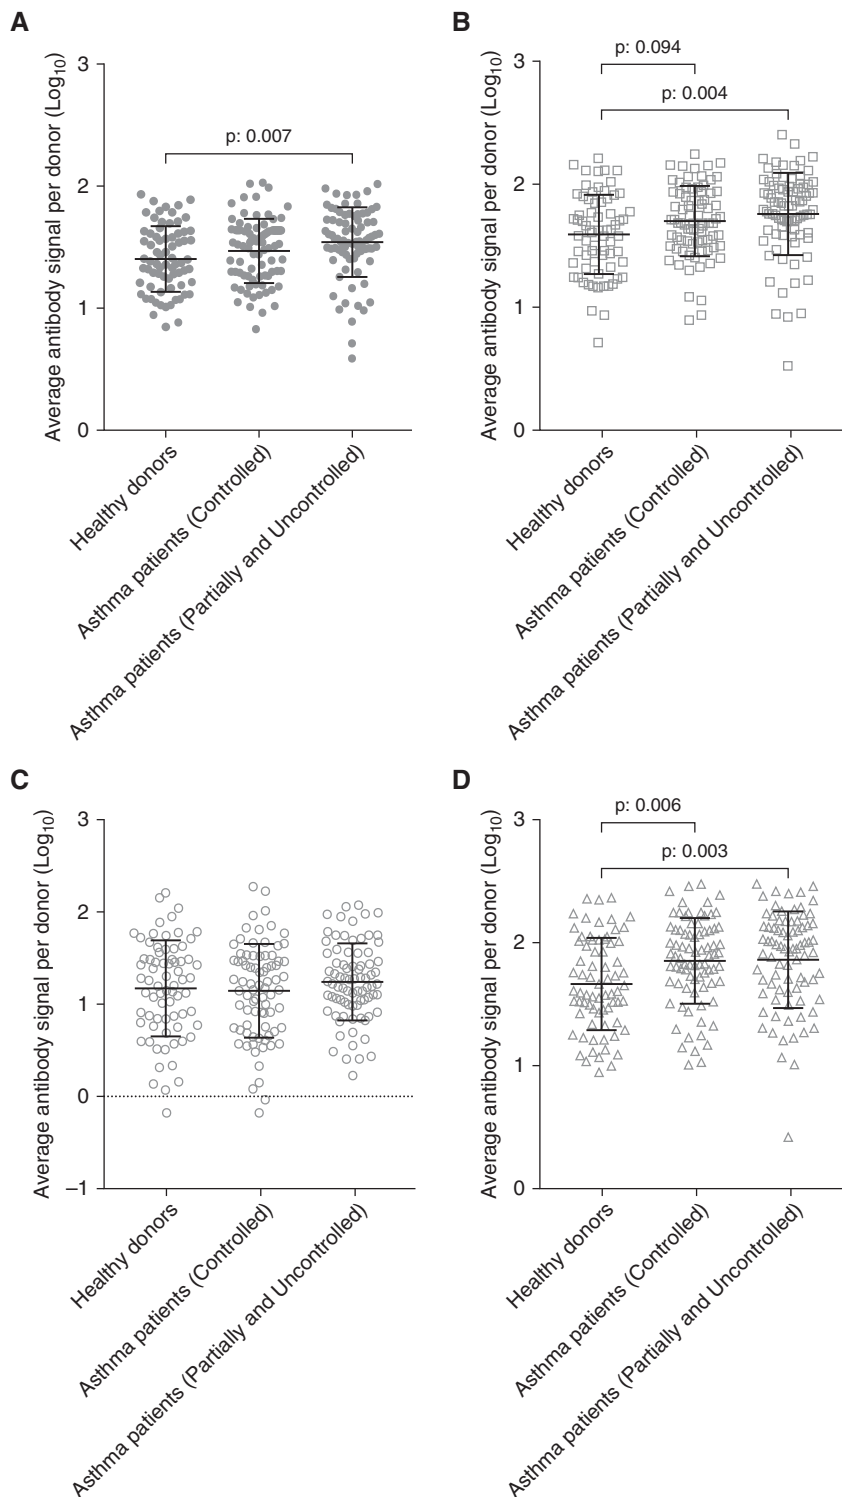 A
Average antibody signal per donor (Log10)
3
2
1
0
p: 0.007
Healthy donors
Asthma patients (Controlled)
Asthma patients (Partially and Uncontrolled)
B
Average antibody signal per donor (Log10)
3
2
1
0
p: 0.094
p: 0.004
Healthy donors
Asthma patients (Controlled)
Asthma patients (Partially and Uncontrolled)
C
Average antibody signal per donor (Log10)
3
2
1
0
–1
Healthy donors
Asthma patients (Controlled)
Asthma patients (Partially and Uncontrolled)
D
Average antibody signal per donor (Log10)
3
2
1
0
p: 0.006
p: 0.003
Healthy donors
Asthma patients (Controlled)
Asthma patients (Partially and Uncontrolled)